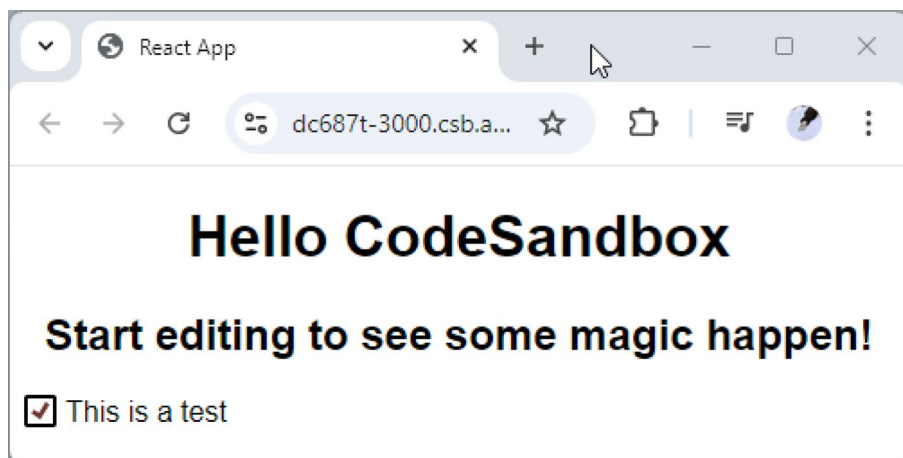 React App
dc687t-3000.csb.a...
Hello CodeSandbox
Start editing to see some magic happen!
This is a test